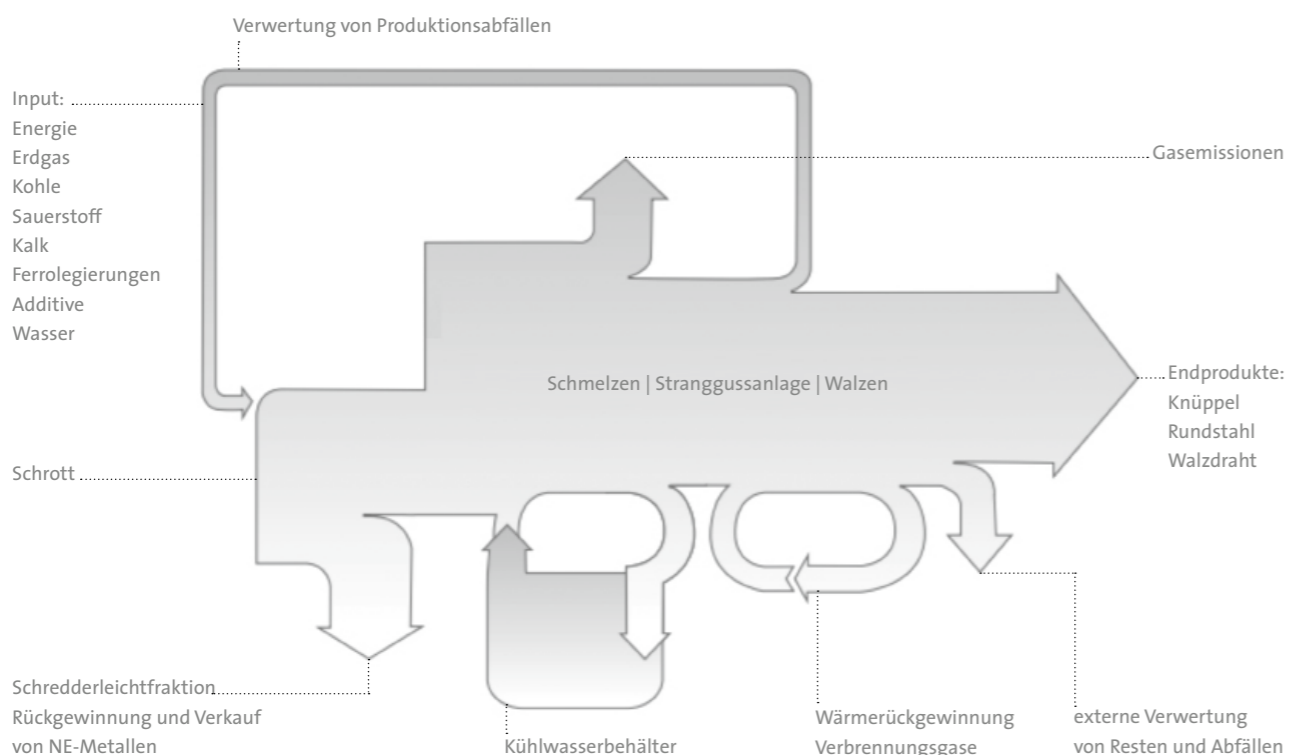 Verwertung von Produktionsabfällen
Input:
Energie
Erdgas
Kohle
Sauerstoff
Kalk
Ferrolegierungen
Additive
Wasser
Gasemissionen
Schmelzen | Stranggussanlage | Walzen
Endprodukte:
Knüppel
Rundstahl
Walzdraht
Schrott
Schredderleichtfraktion
Rückgewinnung und Verkauf
von NE-Metallen
Kühlwasserbehälter
Wärmerückgewinnung
Verbrennungsgase
externe Verwertung
von Resten und Abfällen